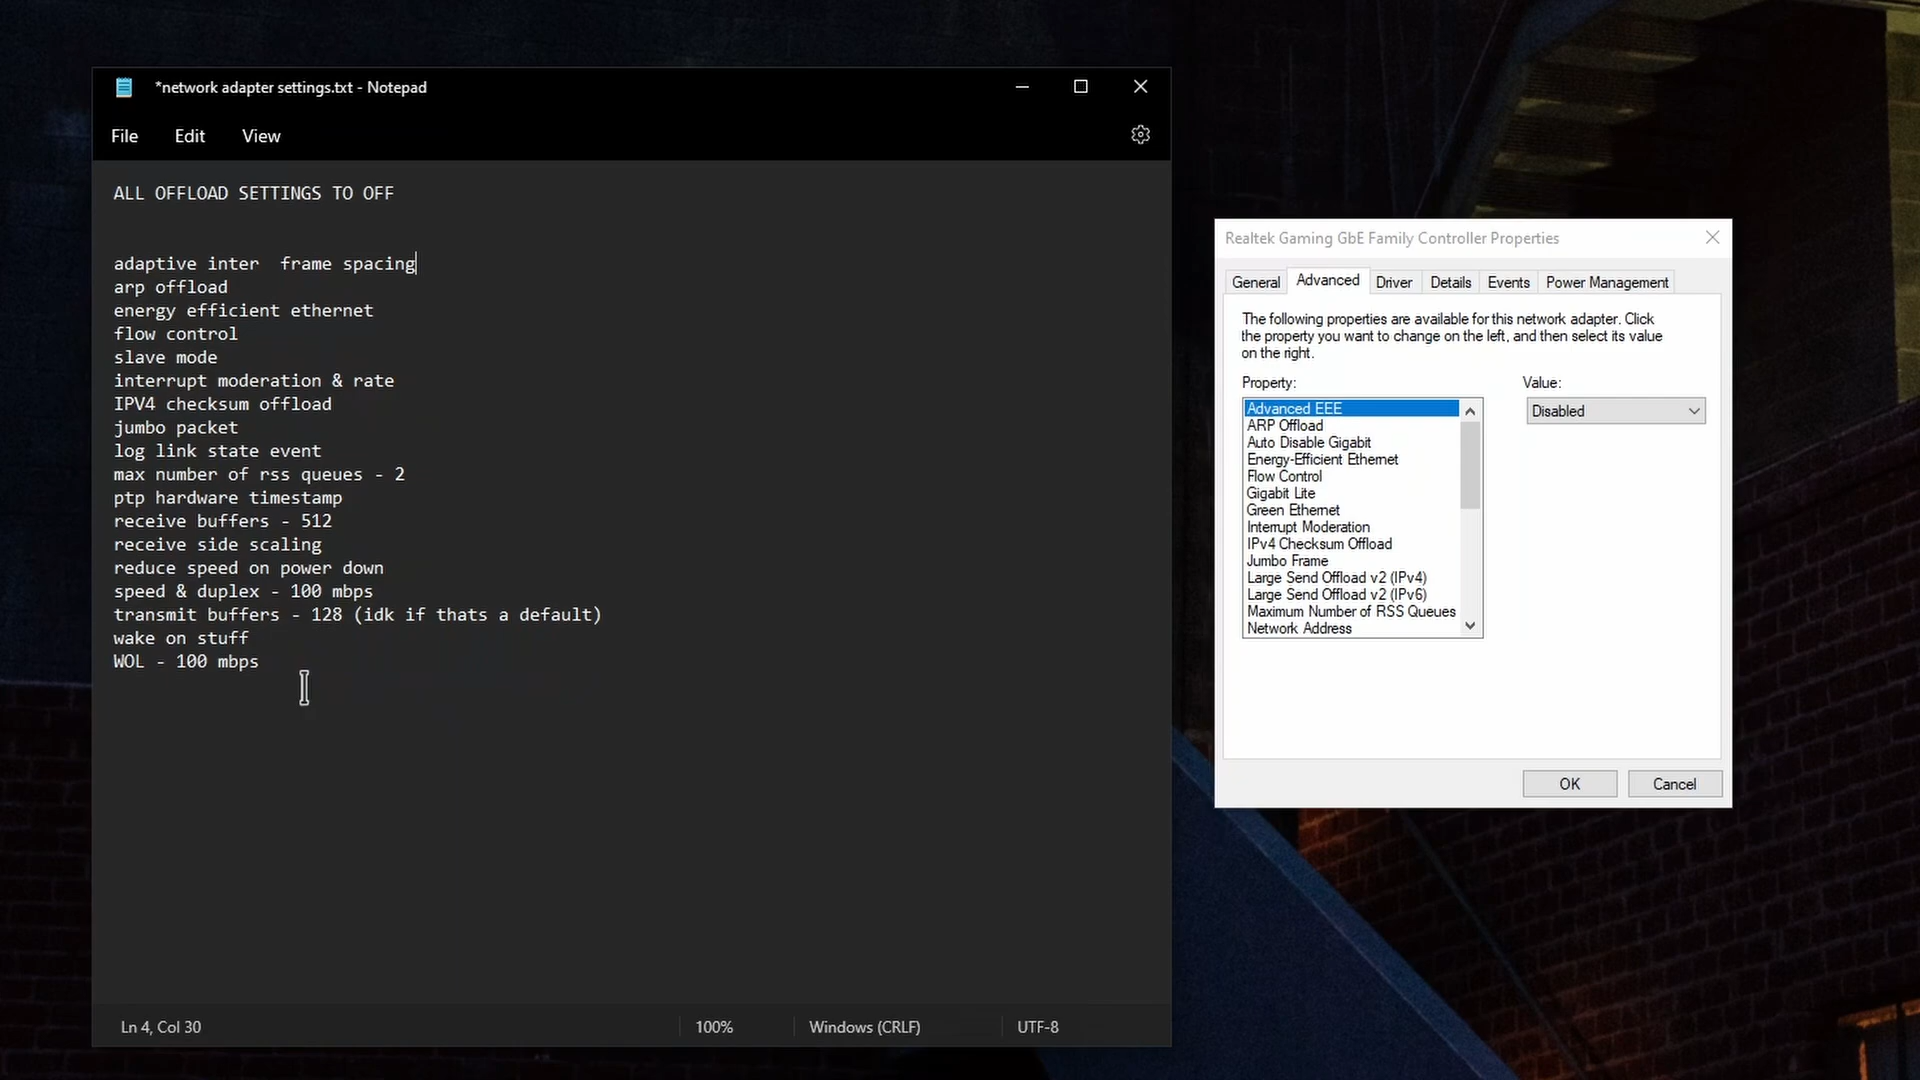 *network adapter settings.txt - Notepad
File Edit View
ALL OFFLOAD SETTINGS TO OFF
adaptive inter  frame spacing
arp offload
energy efficient ethernet
flow control
slave mode
interrupt moderation & rate
IPV4 checksum offload
jumbo packet
log link state event
max number of rss queues - 2
ptp hardware timestamp
receive buffers - 512
receive side scaling
reduce speed on power down
speed & duplex - 100 mbps
transmit buffers - 128 (idk if thats a default)
wake on stuff
WOL - 100 mbps
Ln 4, Col 30 100% Windows (CRLF) UTF-8
Realtek Gaming GbE Family Controller Properties
General Advanced Driver Details Events Power Management
The following properties are available for this network adapter. Click
the property you want to change on the left, and then select its value
on the right.
Property:
Advanced EEE
ARP Offload
Auto Disable Gigabit
Energy-Efficient Ethernet
Flow Control
Gigabit Lite
Green Ethernet
Interrupt Moderation
IPv4 Checksum Offload
Jumbo Frame
Large Send Offload v2 (IPv4)
Large Send Offload v2 (IPv6)
Maximum Number of RSS Queues
Network Address
Value:
Disabled
OK Cancel